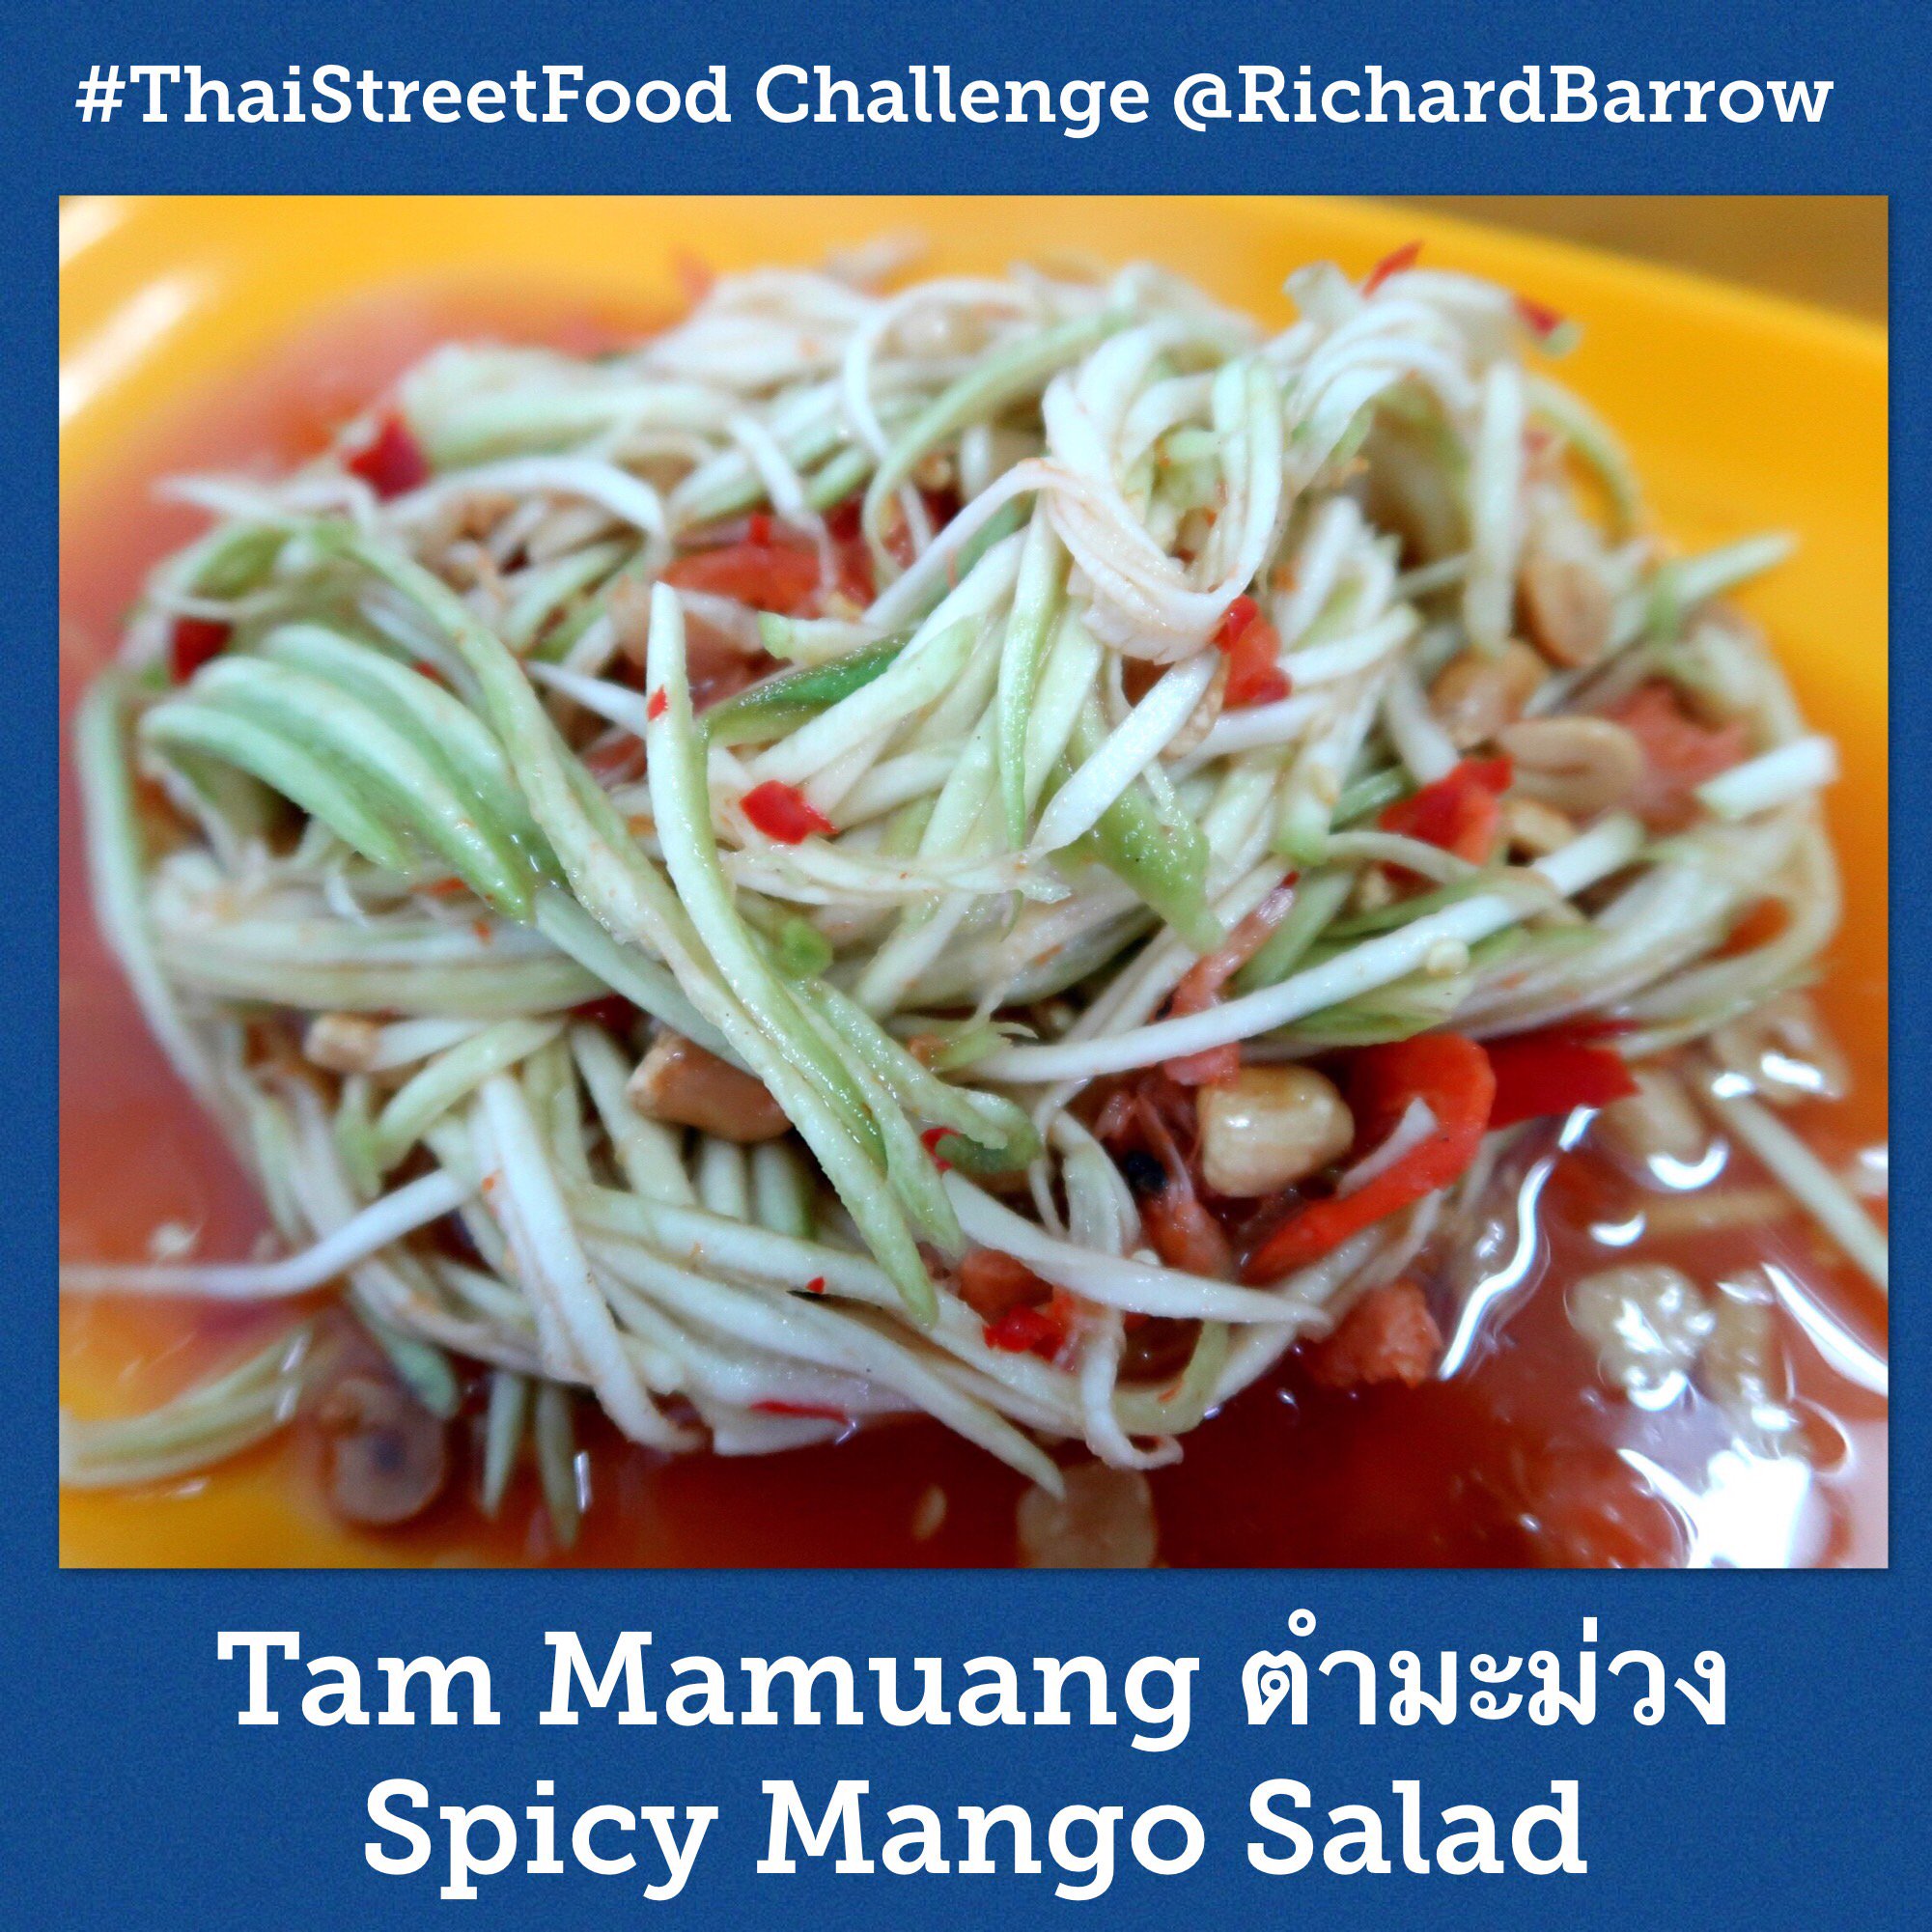 #ThaiStreetFood Challenge @RichardBarrow
Tam Mamuang ตำมะม่วง
Spicy Mango Salad